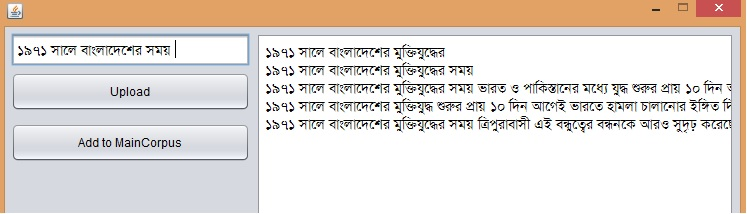 ১৯৭১ সালে বাংলাদেশের সময়
Upload
Add to MainCorpus
১৯৭১ সালে বাংলাদেশের মুক্তিযুদ্ধের
১৯৭১ সালে বাংলাদেশের মুক্তিযুদ্ধের সময়
১৯৭১ সালে বাংলাদেশের মুক্তিযুদ্ধের সময় ভারত ও পাকিস্তানের মধ্যে যুদ্ধ শুরুর প্রায় ১০ দিন
১৯৭১ সালে বাংলাদেশের মুক্তিযুদ্ধ শুরুর প্রায় ১০ দিন আগেই ভারতে হামলা চালানোর ইঙ্গিত
১৯৭১ সালে বাংলাদেশের মুক্তিযুদ্ধের সময় ত্রিপুরাবাসী এই বন্ধুত্বের বন্ধনকে আরও সুদৃঢ়